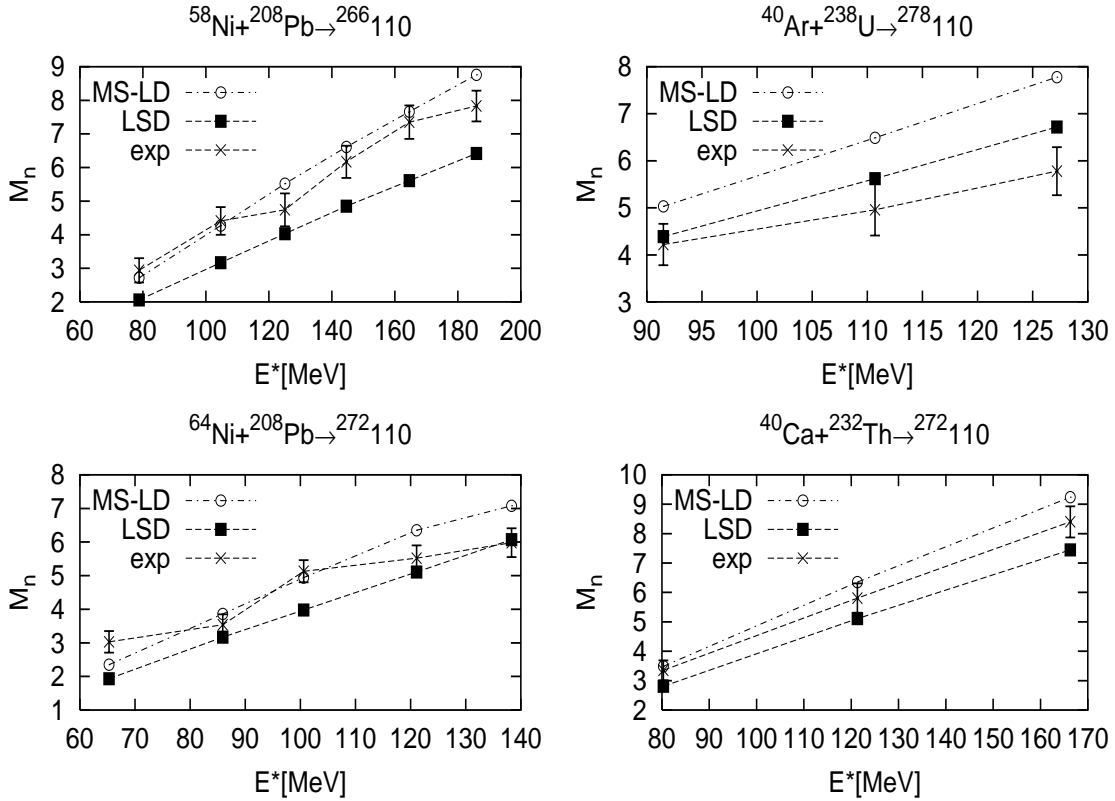 ⁵⁸Ni+²⁰⁸Pb→²⁶⁶110
MS-LD
LSD
exp
Mₙ
9
8
7
6
5
4
3
2
60 80 100 120 140 160 180 200
E*[MeV]
⁴⁰Ar+²³⁸U→²⁷⁸110
MS-LD
LSD
exp
Mₙ
8
7
6
5
4
3
90 95 100 105 110 115 120 125 130
E*[MeV]
⁶⁴Ni+²⁰⁸Pb→²⁷²110
MS-LD
LSD
exp
Mₙ
8
7
6
5
4
3
2
1
60 70 80 90 100 110 120 130 140
E*[MeV]
⁴⁰Ca+²³²Th→²⁷²110
MS-LD
LSD
exp
Mₙ
10
9
8
7
6
5
4
3
2
80 90 100 110 120 130 140 150 160 170
E*[MeV]